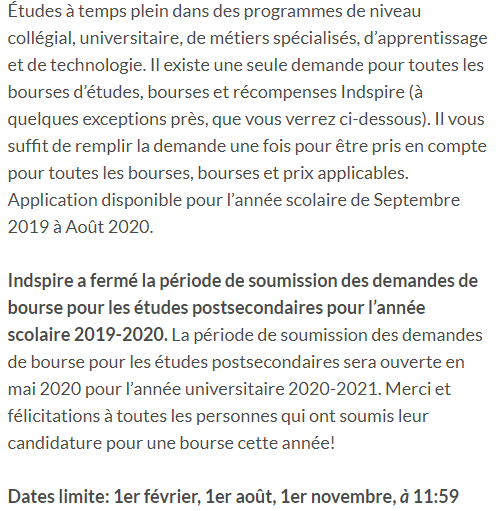 Études à temps plein dans des programmes de niveau
collégial, universitaire, de métiers spécialisés, d’apprentissage
et de technologie. Il existe une seule demande pour toutes les
bourses d’études, bourses et récompenses Indspire (à
quelques exceptions près, que vous verrez ci-dessous). Il vous
suffit de remplir la demande une fois pour être pris en compte
pour toutes les bourses, bourses et prix applicables.
Application disponible pour l’année scolaire de Septembre
2019 à Août 2020.

Indspire a fermé la période de soumission des demandes de
bourse pour les études postsecondaires pour l’année
scolaire 2019-2020. La période de soumission des demandes
de bourse pour les études postsecondaires sera ouverte en
mai 2020 pour l’année universitaire 2020-2021. Merci et
félicitations à toutes les personnes qui ont soumis leur
candidature pour une bourse cette année!

Dates limite: 1er février, 1er août, 1er novembre, à 11:59